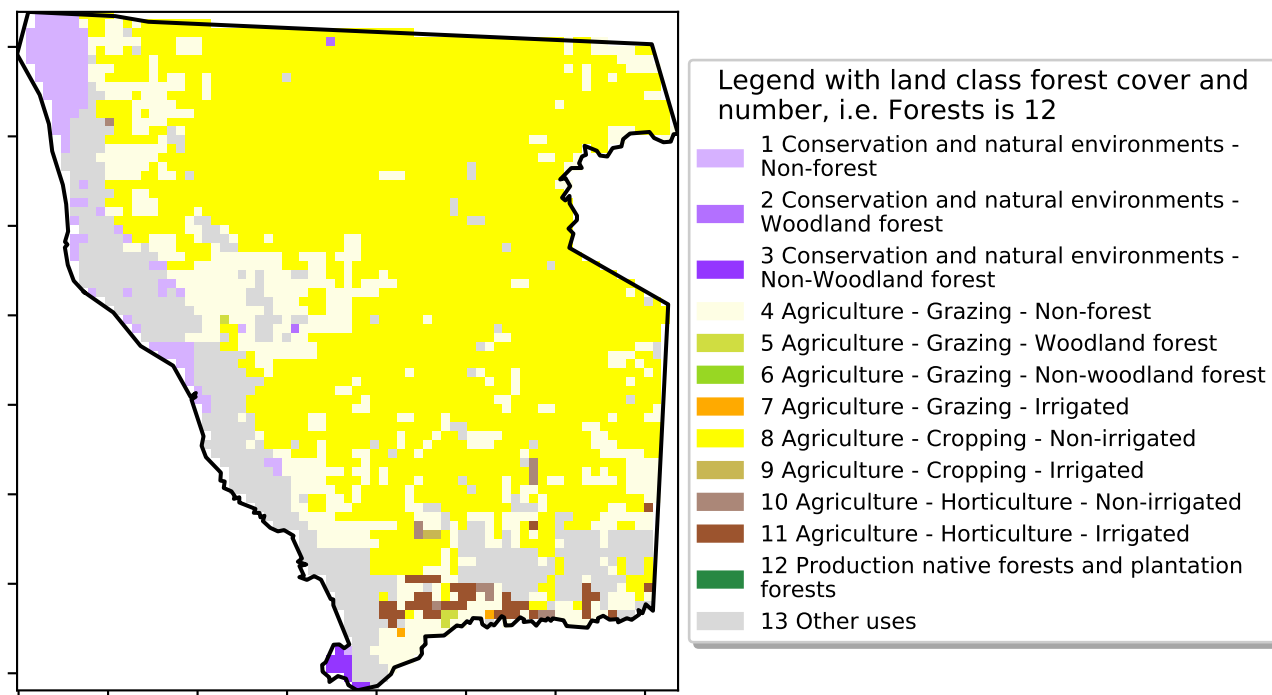 Legend with land class forest cover and
number, i.e. Forests is 12
1 Conservation and natural environments -
Non-forest
2 Conservation and natural environments -
Woodland forest
3 Conservation and natural environments -
Non-Woodland forest
4 Agriculture - Grazing - Non-forest
5 Agriculture - Grazing - Woodland forest
6 Agriculture - Grazing - Non-woodland forest
7 Agriculture - Grazing - Irrigated
8 Agriculture - Cropping - Non-irrigated
9 Agriculture - Cropping - Irrigated
10 Agriculture - Horticulture - Non-irrigated
11 Agriculture - Horticulture - Irrigated
12 Production native forests and plantation
forests
13 Other uses